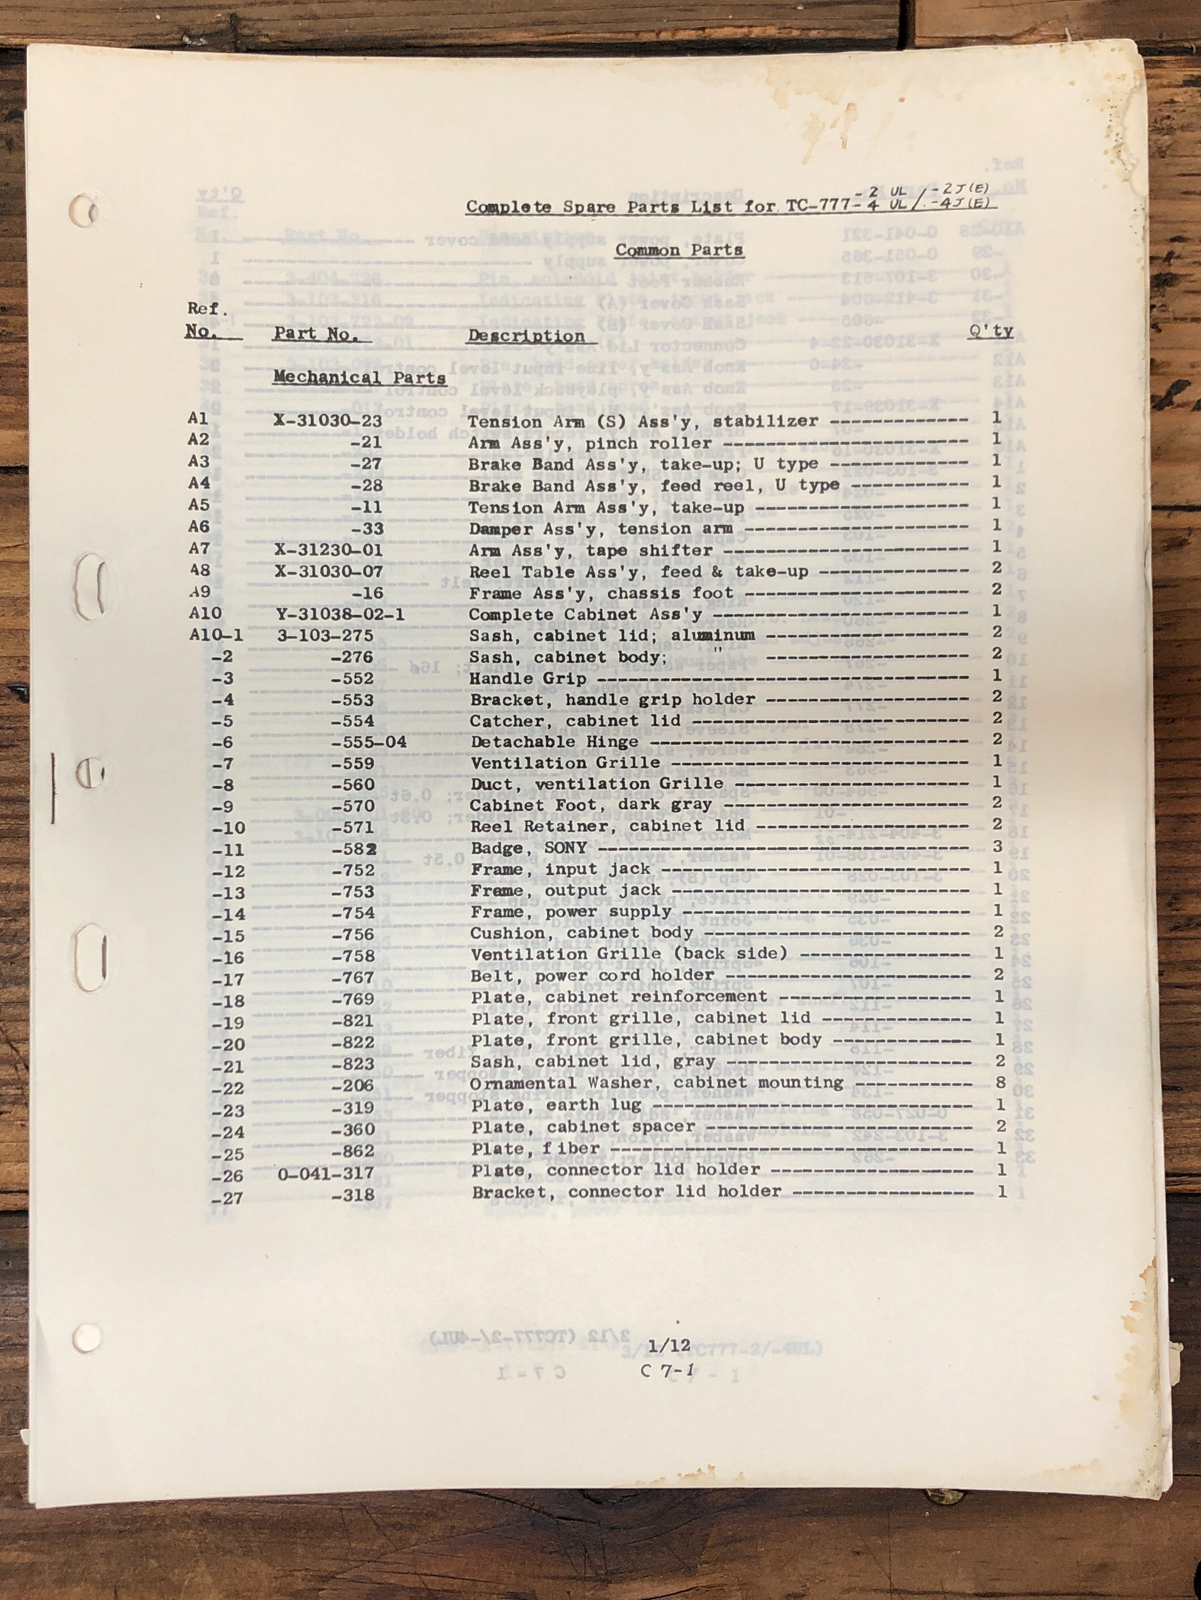 Complete Spare Parts List for TC-777-2 UL / -2J(E)
-4 UL / -4J(E)
Common Parts
Ref.
No. Part No. Description Q'ty
Mechanical Parts
A1 X-31030-23 Tension Arm (S) Ass'y, stabilizer ------------- 1
A2 -21 Arm Ass'y, pinch roller ----------------------- 1
A3 -27 Brake Band Ass'y, take-up; U type ------------- 1
A4 -28 Brake Band Ass'y, feed reel, U type ------------ 1
A5 -11 Tension Arm Ass'y, take-up --------------------- 1
A6 -33 Damper Ass'y, tension arm ---------------------- 1
A7 X-31230-01 Arm Ass'y, tape shifter ----------------------- 1
A8 X-31030-07 Reel Table Ass'y, feed & take-up -------------- 2
A9 -16 Frame Ass'y, chassis foot ---------------------- 2
A10 Y-31038-02-1 Complete Cabinet Ass'y ------------------------ 1
A10-1 3-103-275 Sash, cabinet lid; aluminum ------------------- 2
-2 -276 Sash, cabinet body; " ------------------- 2
-3 -552 Handle Grip ----------------------------------- 1
-4 -553 Bracket, handle grip holder -------------------- 2
-5 -554 Catcher, cabinet lid -------------------------- 2
-6 -555-04 Detachable Hinge ------------------------------ 2
-7 -559 Ventilation Grille ---------------------------- 1
-8 -560 Duct, ventilation Grille ----------------------- 1
-9 -570 Cabinet Foot, dark gray ----------------------- 2
-10 -571 Reel Retainer, cabinet lid -------------------- 2
-11 -582 Badge, SONY ----------------------------------- 3
-12 -752 Frame, input jack ----------------------------- 1
-13 -753 Frame, output jack ---------------------------- 1
-14 -754 Frame, power supply --------------------------- 1
-15 -756 Cushion, cabinet body ------------------------- 2
-16 -758 Ventilation Grille (back side) ---------------- 1
-17 -767 Belt, power cord holder ----------------------- 2
-18 -769 Plate, cabinet reinforcement ------------------ 1
-19 -821 Plate, front grille, cabinet lid --------------- 1
-20 -822 Plate, front grille, cabinet body ------------- 1
-21 -823 Sash, cabinet lid, gray ----------------------- 2
-22 -206 Ornamental Washer, cabinet mounting ----------- 8
-23 -319 Plate, earth lug ------------------------------ 1
-24 -360 Plate, cabinet spacer ------------------------- 2
-25 -862 Plate, fiber ---------------------------------- 1
-26 0-041-317 Plate, connector lid holder ------------------- 1
-27 -318 Bracket, connector lid holder ----------------- 1
1/12
C 7-1